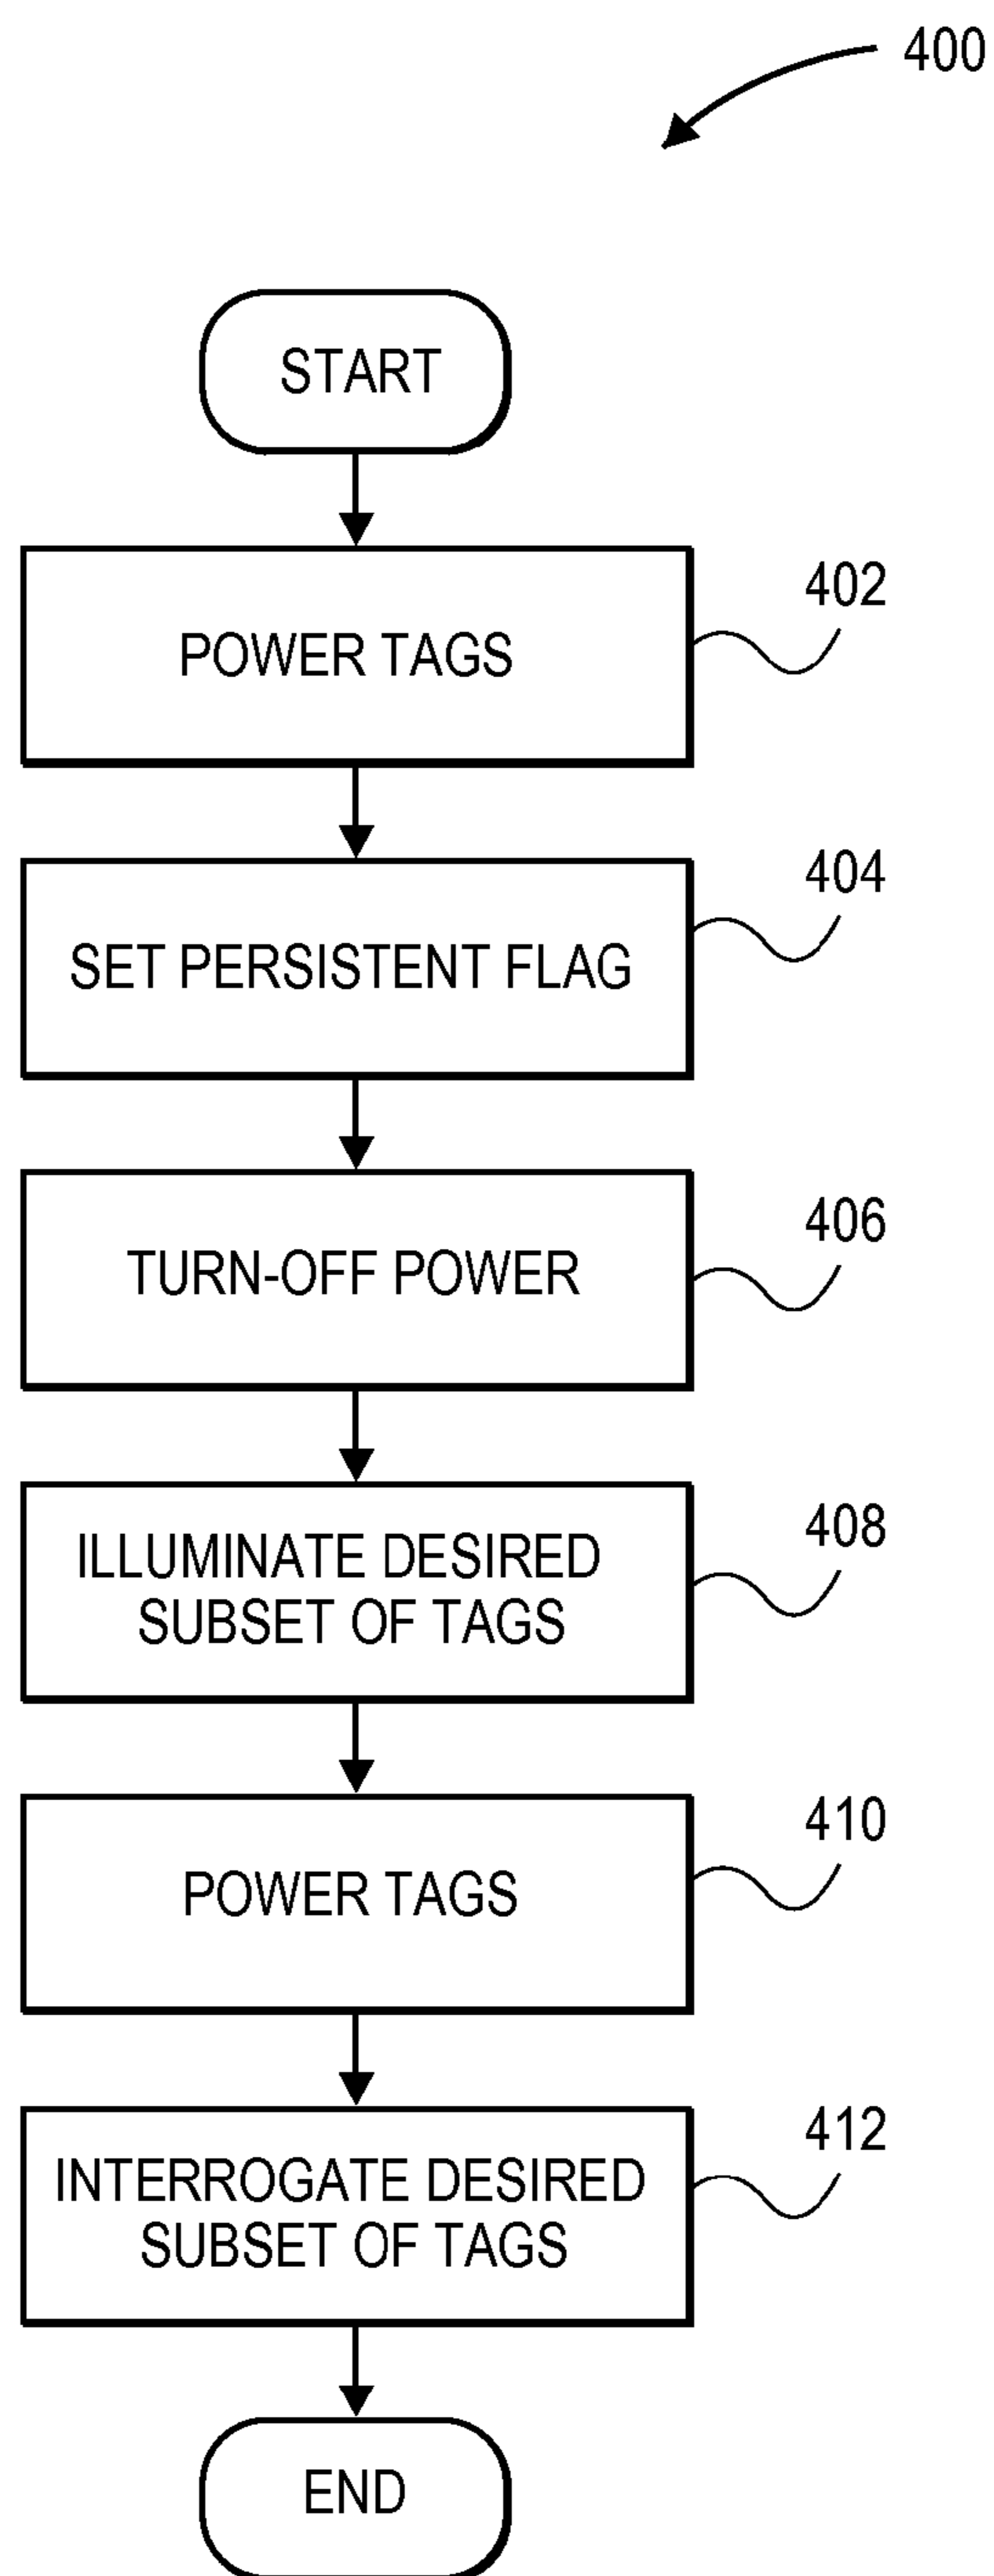 400
START
POWER TAGS
402
SET PERSISTENT FLAG
404
TURN-OFF POWER
406
ILLUMINATE DESIRED
SUBSET OF TAGS
408
POWER TAGS
410
INTERROGATE DESIRED
SUBSET OF TAGS
412
END